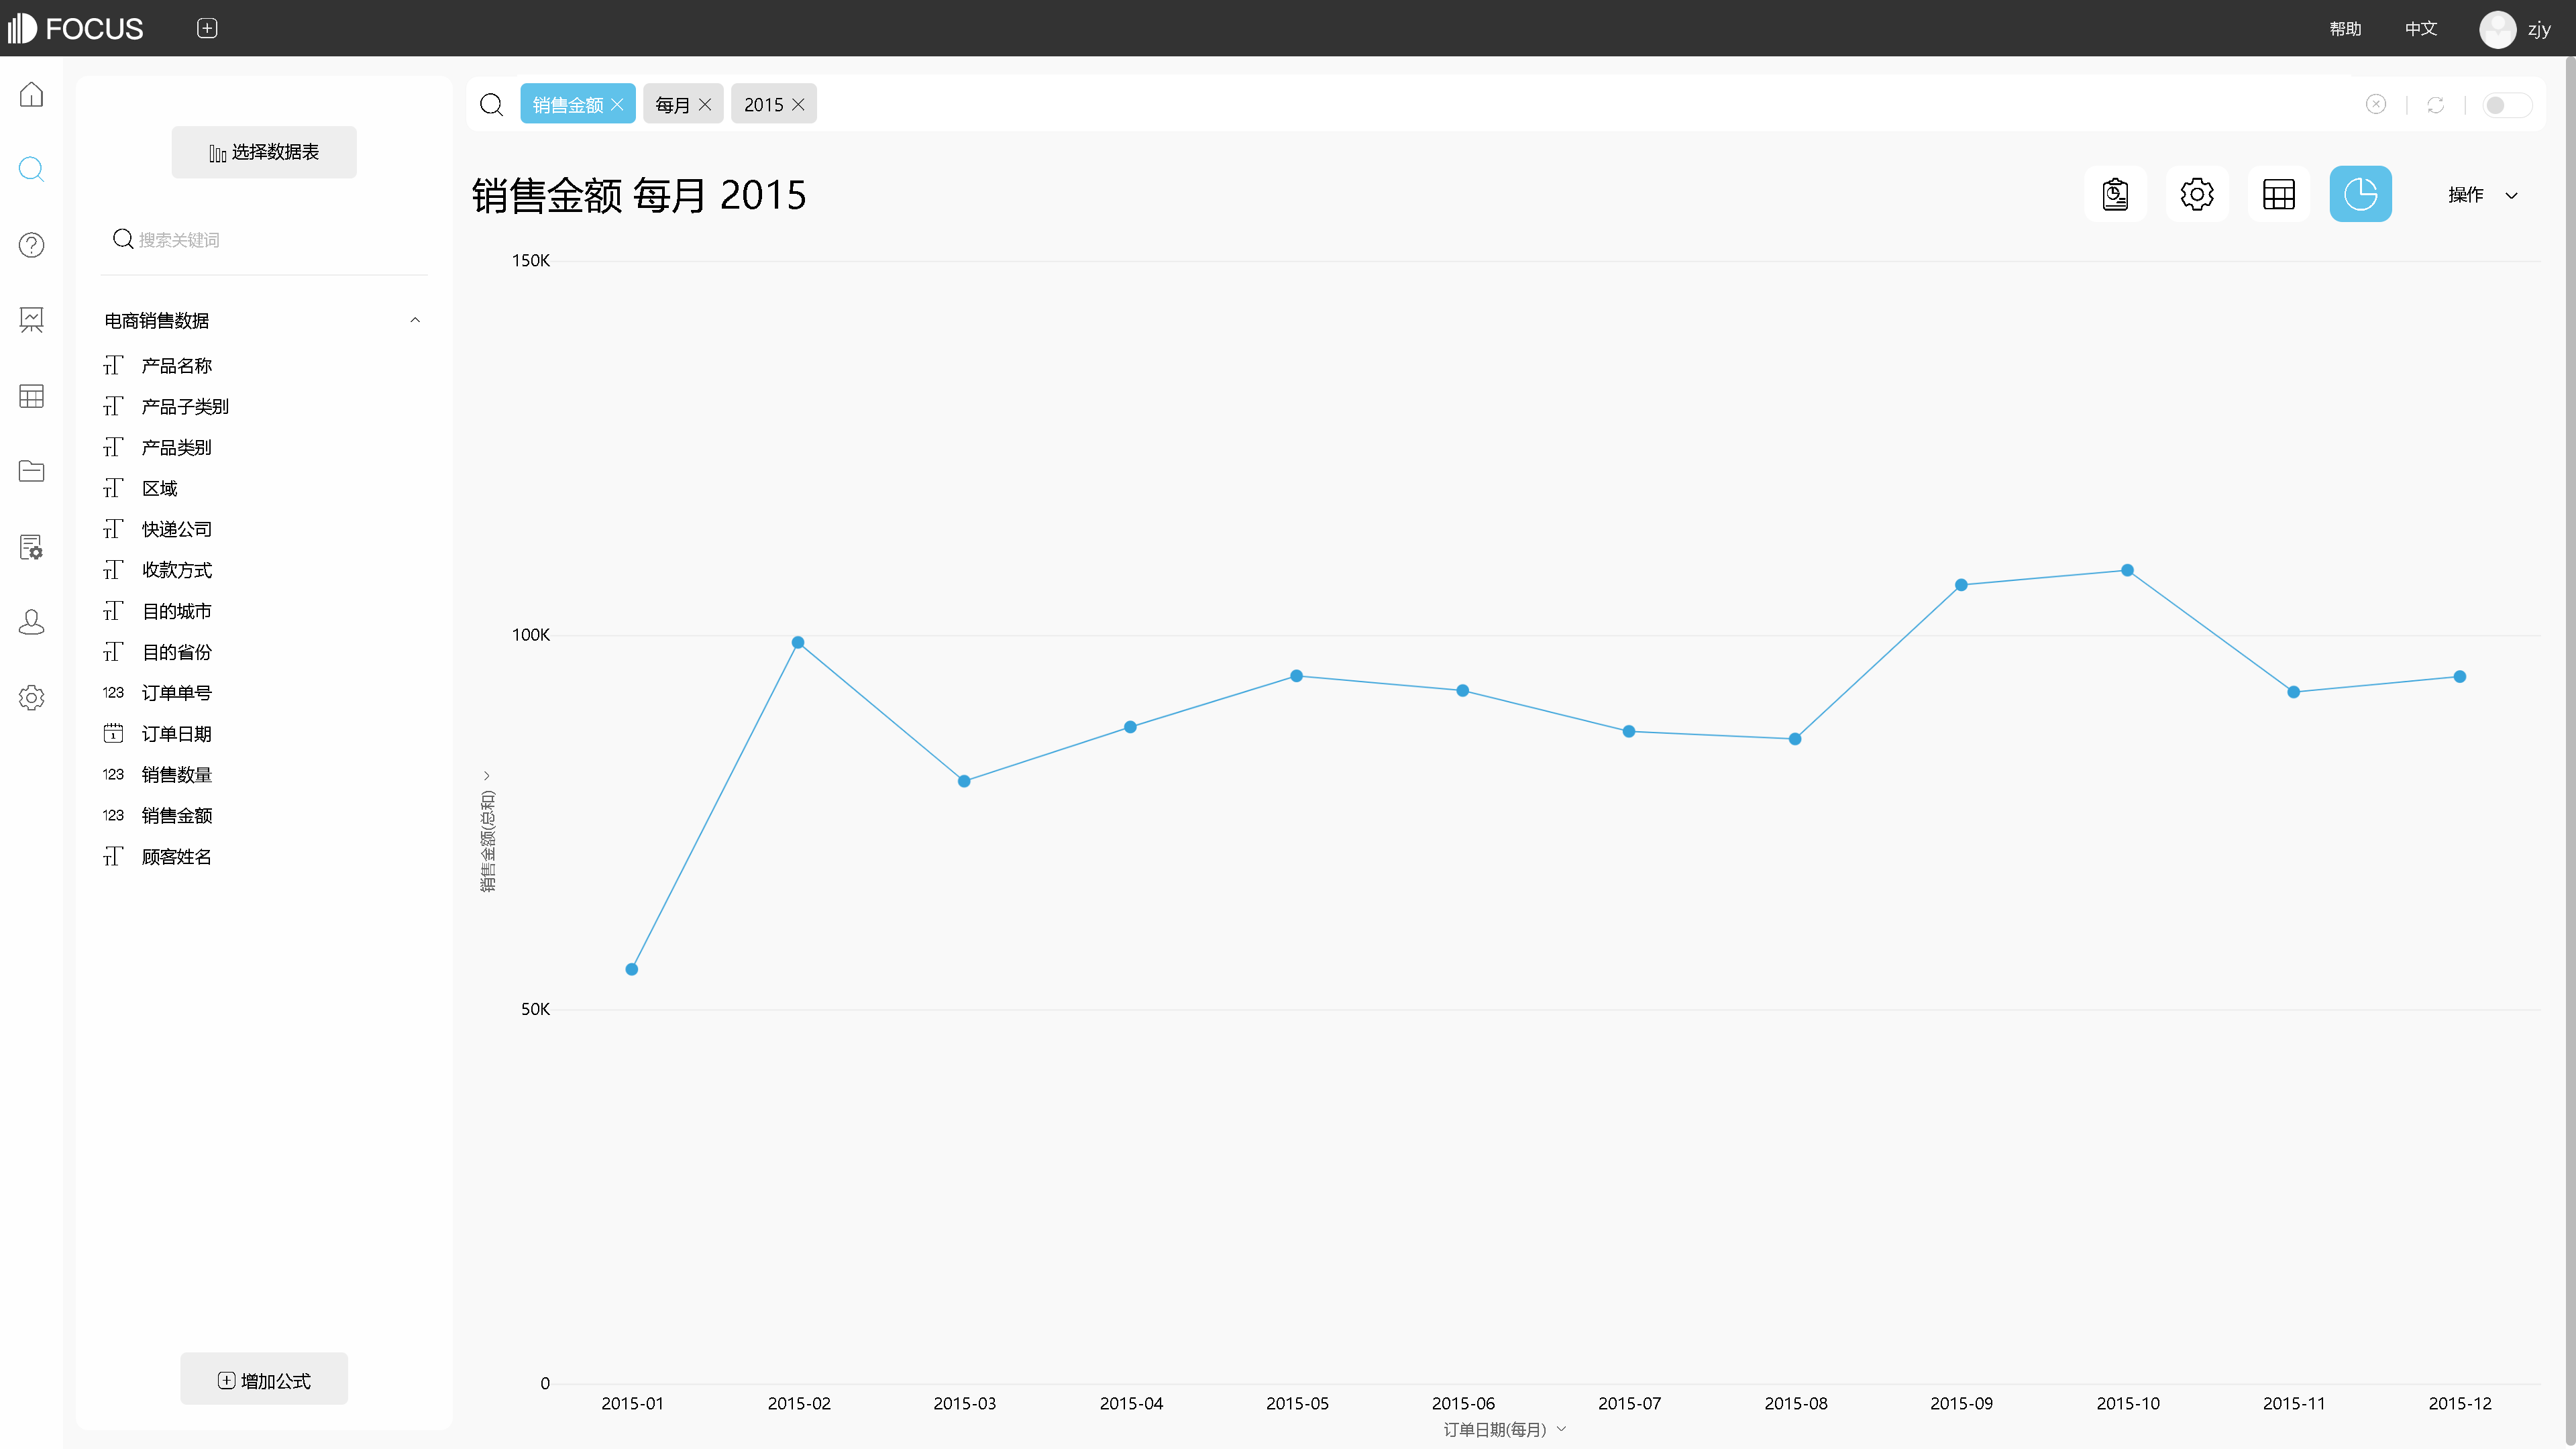 FOCUS
帮助 中文 zjy
选择数据表
搜索关键词
电商销售数据
产品名称
产品子类别
产品类别
区域
快递公司
收款方式
目的城市
目的省份
123 订单单号
1 订单日期
123 销售数量
123 销售金额
顾客姓名
增加公式
销售金额 每月 2015
销售金额 每月 2015
操作
150K
100K
50K
0
销售金额(总和)
2015-01 2015-02 2015-03 2015-04 2015-05 2015-06 2015-07 2015-08 2015-09 2015-10 2015-11 2015-12
订单日期(每月)